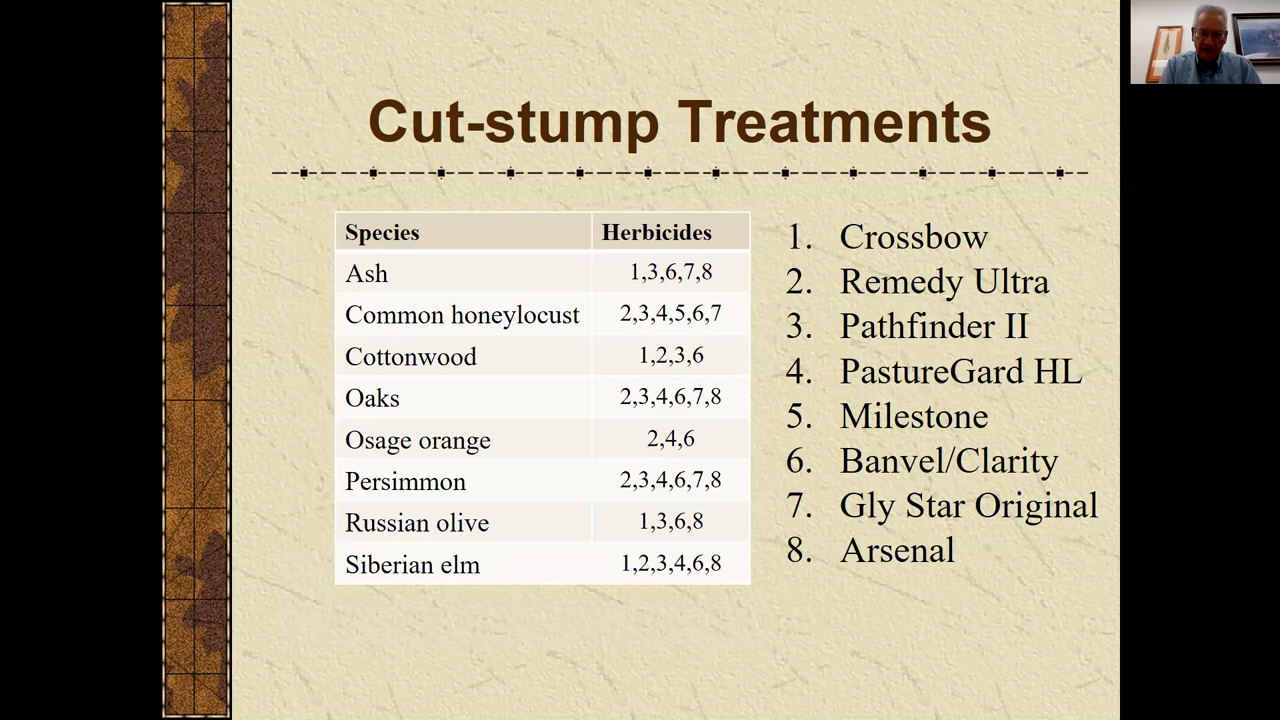 Cut-stump Treatments
Species Herbicides
Ash 1,3,6,7,8
Common honeylocust 2,3,4,5,6,7
Cottonwood 1,2,3,6
Oaks 2,3,4,6,7,8
Osage orange 2,4,6
Persimmon 2,3,4,6,7,8
Russian olive 1,3,6,8
Siberian elm 1,2,3,4,6,8
1. Crossbow
2. Remedy Ultra
3. Pathfinder II
4. PastureGard HL
5. Milestone
6. Banvel/Clarity
7. Gly Star Original
8. Arsenal